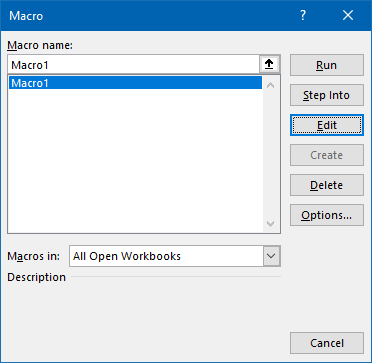 Macro
?
Macro name:
Macro1
Run
Macro1
Step Into
Edit
Create
Delete
Options...
Macros in:
All Open Workbooks
Description
Cancel